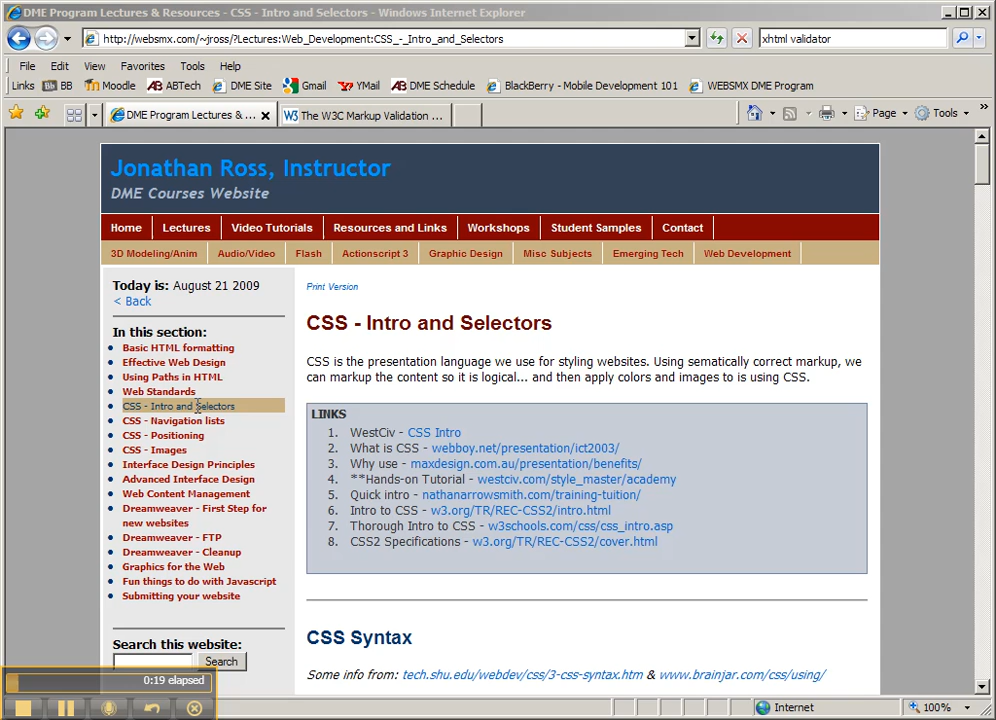 DME Program Lectures & Resources - CSS - Intro and Selectors - Windows Internet Explorer
http://websmx.com/~jross/?Lectures:Web_Development:CSS_-_Intro_and_Selectors
xhtml validator
File Edit View Favorites Tools Help
Links BB Moodle ABTech DME Site Gmail YMail DME Schedule BlackBerry - Mobile Development 101 WEBSMX DME Program
DME Program Lectures & ... The W3C Markup Validation ... Page Tools
Jonathan Ross, Instructor
DME Courses Website
Home Lectures Video Tutorials Resources and Links Workshops Student Samples Contact
3D Modeling/Anim Audio/Video Flash Actionscript 3 Graphic Design Misc Subjects Emerging Tech Web Development
Today is: August 21 2009
< Back
In this section:
Basic HTML formatting
Effective Web Design
Using Paths in HTML
Web Standards
CSS - Intro and Selectors
CSS - Navigation lists
CSS - Positioning
CSS - Images
Interface Design Principles
Advanced Interface Design
Web Content Management
Dreamweaver - First Step for
new websites
Dreamweaver - FTP
Dreamweaver - Cleanup
Graphics for the Web
Fun things to do with Javascript
Submitting your website
Search this website:
Search
Print Version
CSS - Intro and Selectors
CSS is the presentation language we use for styling websites. Using sematically correct markup, we
can markup the content so it is logical... and then apply colors and images to is using CSS.
LINKS
1. WestCiv - CSS Intro
2. What is CSS - webboy.net/presentation/ict2003/
3. Why use - maxdesign.com.au/presentation/benefits/
4. **Hands-on Tutorial - westciv.com/style_master/academy
5. Quick intro - nathanarrowsmith.com/training-tuition/
6. Intro to CSS - w3.org/TR/REC-CSS2/intro.html
7. Thorough Intro to CSS - w3schools.com/css/css_intro.asp
8. CSS2 Specifications - w3.org/TR/REC-CSS2/cover.html
CSS Syntax
Some info from: tech.shu.edu/webdev/css/3-css-syntax.htm & www.brainjar.com/css/using/
0:19 elapsed
Internet 100%